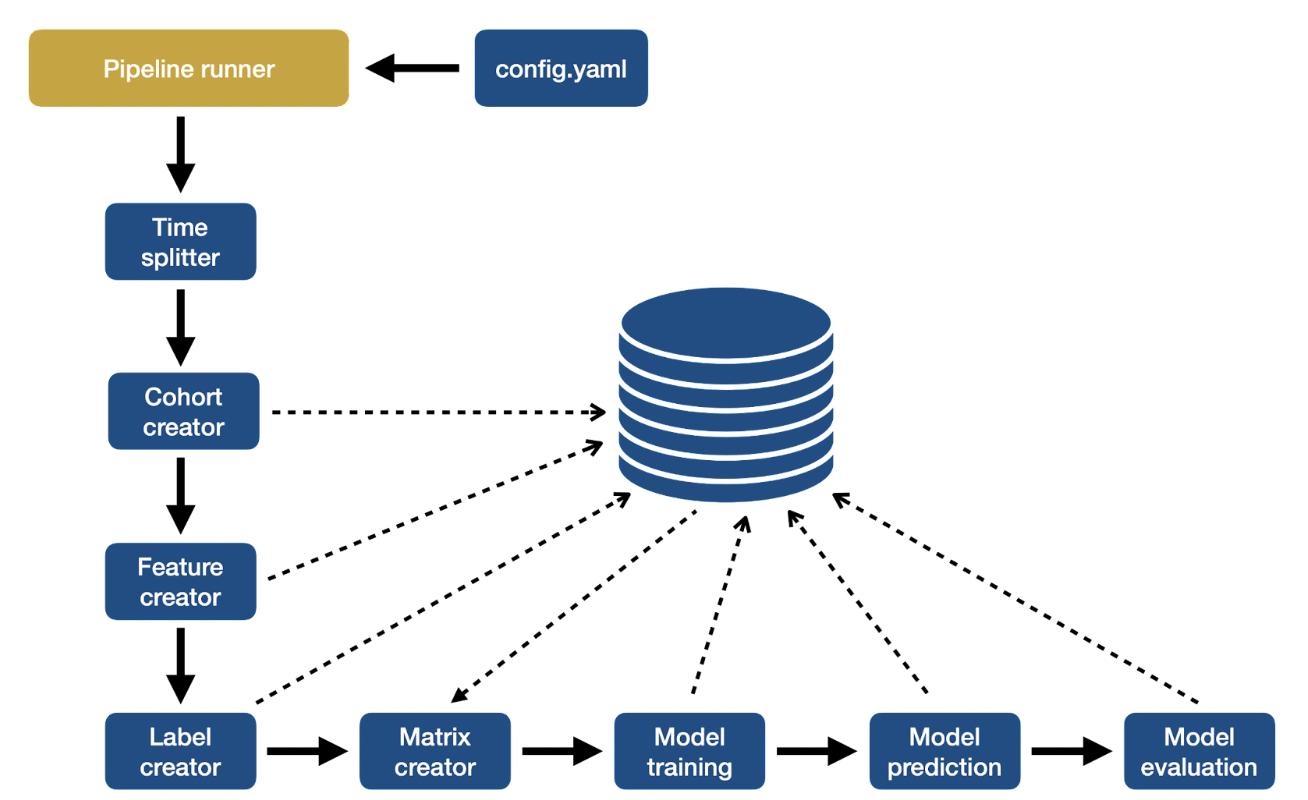 Pipeline runner
config.yaml
Time
splitter
Cohort
creator
Feature
creator
Label
creator
Matrix
creator
Model
training
Model
prediction
Model
evaluation